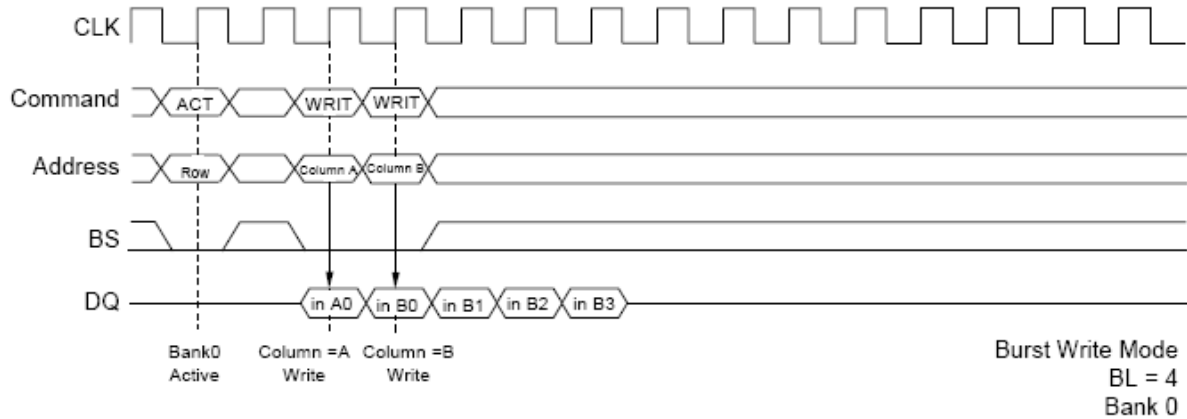 CLK
Command ACT WRIT WRIT
Address Row Column A Column B
BS
DQ in A0 in B0 in B1 in B2 in B3
Bank0 Column =A Column =B
Active Write Write
Burst Write Mode
BL = 4
Bank 0